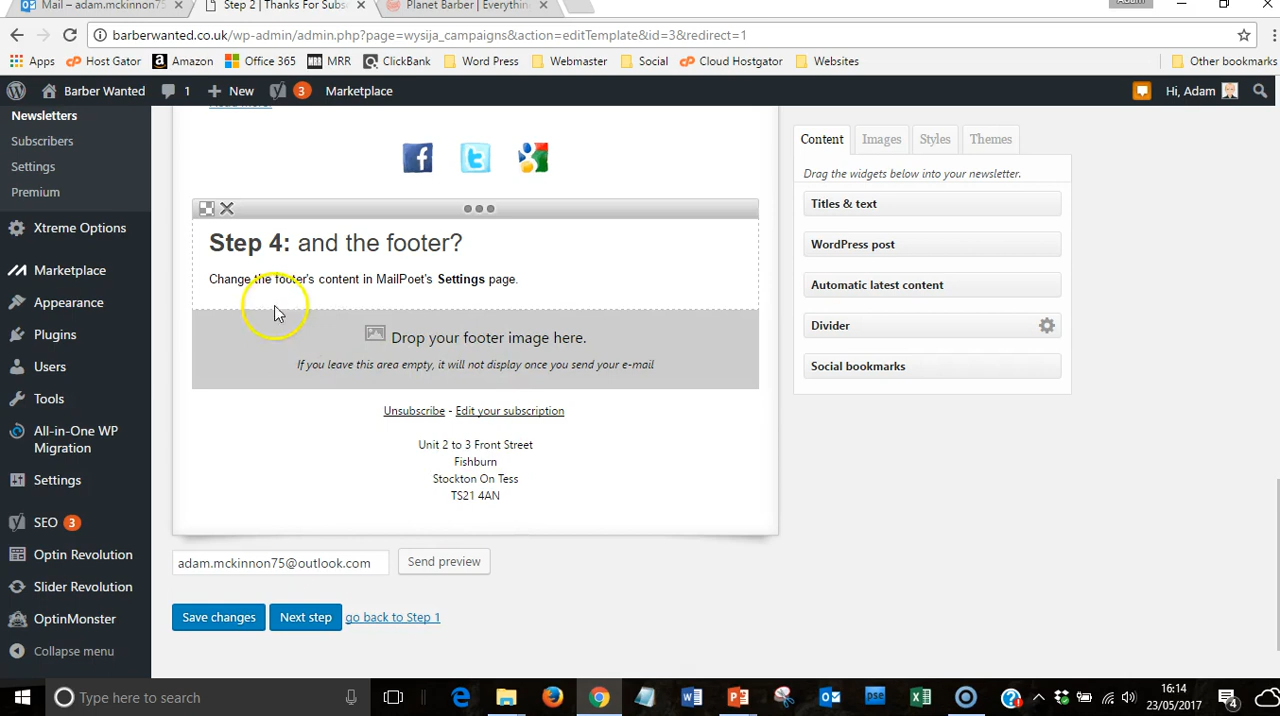 Mail – adam.mckinnon75
Step 2 | Thanks For Subs
Planet Barber | Everythin
Adam
barberwanted.co.uk/wp-admin/admin.php?page=wysija_campaigns&action=editTemplate&id=3&redirect=1
Apps
Host Gator
Amazon
Office 365
MRR
ClickBank
Word Press
Webmaster
Social
Cloud Hostgator
Websites
Other bookmarks
Barber Wanted
1
New
3
Marketplace
Hi, Adam
Newsletters
Subscribers
Settings
Premium
Xtreme Options
Marketplace
Appearance
Plugins
Users
Tools
All-in-One WP
Migration
Settings
SEO 3
Optin Revolution
Slider Revolution
OptinMonster
Collapse menu
Read more.
Step 4: and the footer?
Change the footer's content in MailPoet's Settings page.
Drop your footer image here.
If you leave this area empty, it will not display once you send your e-mail
Unsubscribe - Edit your subscription
Unit 2 to 3 Front Street
Fishburn
Stockton On Tess
TS21 4AN
adam.mckinnon75@outlook.com
Send preview
Save changes
Next step
go back to Step 1
Content
Images
Styles
Themes
Drag the widgets below into your newsletter.
Titles & text
WordPress post
Automatic latest content
Divider
Social bookmarks
Type here to search
16:14
23/05/2017
4